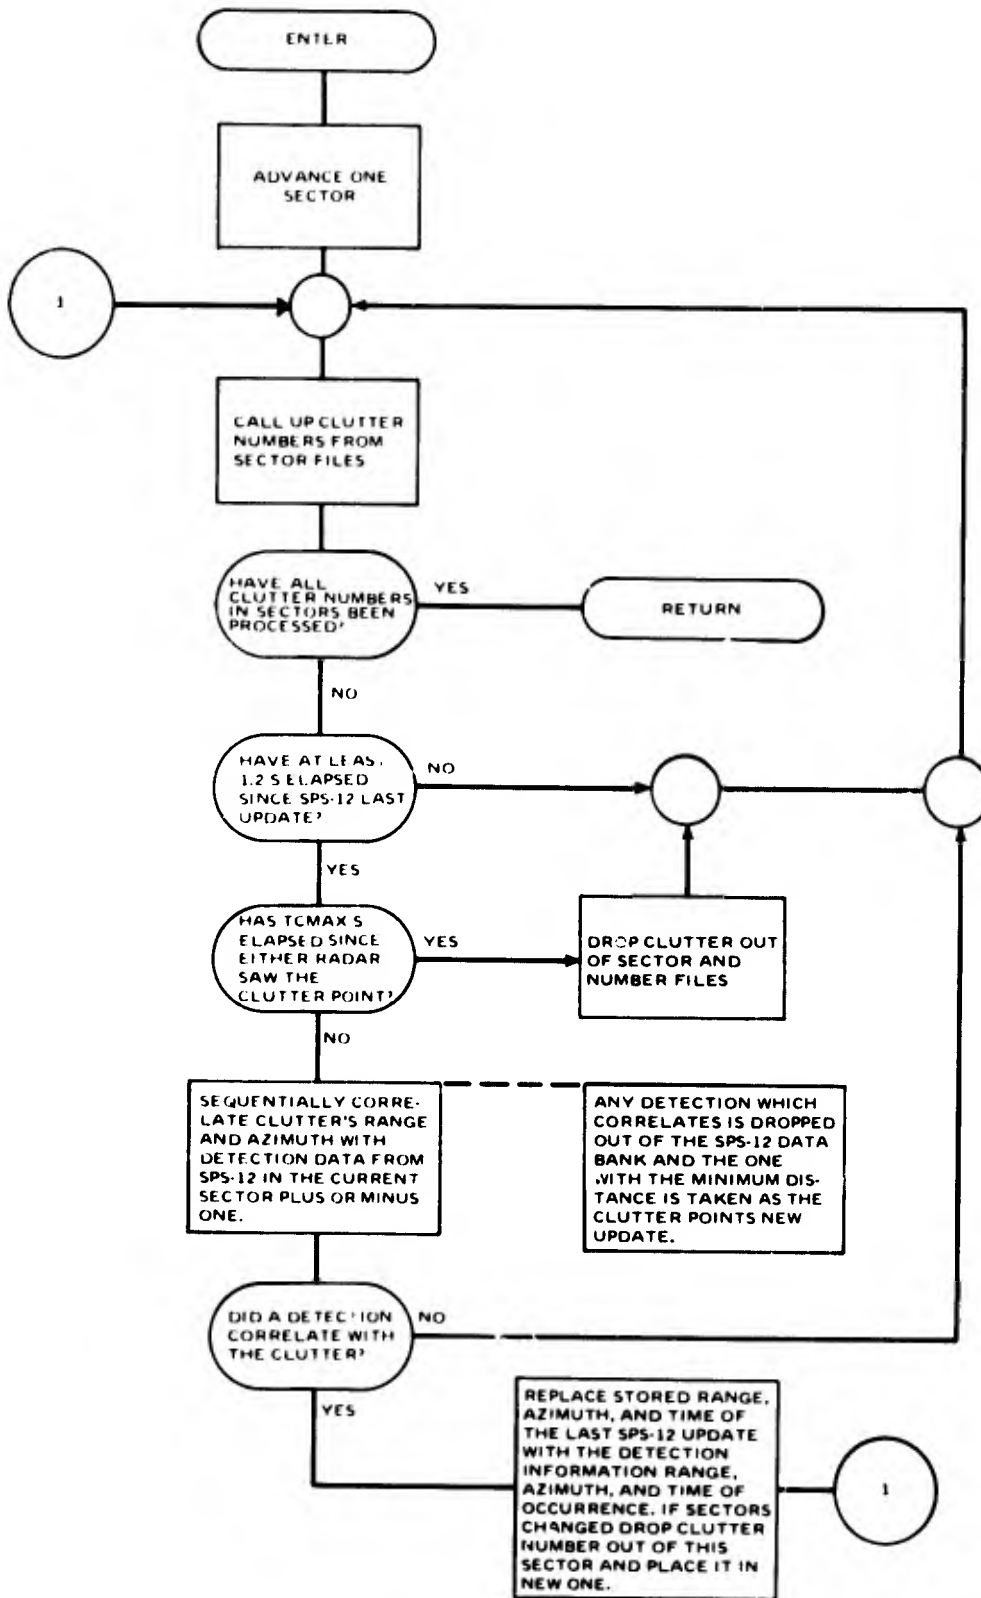 ENTER
ADVANCE ONE
SECTOR
1
CALL UP CLUTTER
NUMBERS FROM
SECTOR FILES
HAVE ALL
CLUTTER NUMBERS
IN SECTORS BEEN
PROCESSED?
YES
RETURN
NO
HAVE AT LEAST
1.2 S ELAPSED
SINCE SPS-12 LAST
UPDATE?
NO
YES
HAS TCMAX S
ELAPSED SINCE
EITHER RADAR
SAW THE
CLUTTER POINT?
YES
DROP CLUTTER OUT
OF SECTOR AND
NUMBER FILES
NO
SEQUENTIALLY CORRE-
LATE CLUTTER'S RANGE
AND AZIMUTH WITH
DETECTION DATA FROM
SPS-12 IN THE CURRENT
SECTOR PLUS OR MINUS
ONE.
ANY DETECTION WHICH
CORRELATES IS DROPPED
OUT OF THE SPS-12 DATA
BANK AND THE ONE
WITH THE MINIMUM DIS-
TANCE IS TAKEN AS THE
CLUTTER POINTS NEW
UPDATE.
DID A DETECTION
CORRELATE WITH
THE CLUTTER?
NO
YES
REPLACE STORED RANGE,
AZIMUTH, AND TIME OF
THE LAST SPS-12 UPDATE
WITH THE DETECTION
INFORMATION RANGE,
AZIMUTH, AND TIME OF
OCCURRENCE. IF SECTORS
CHANGED DROP CLUTTER
NUMBER OUT OF THIS
SECTOR AND PLACE IT IN
NEW ONE.
1